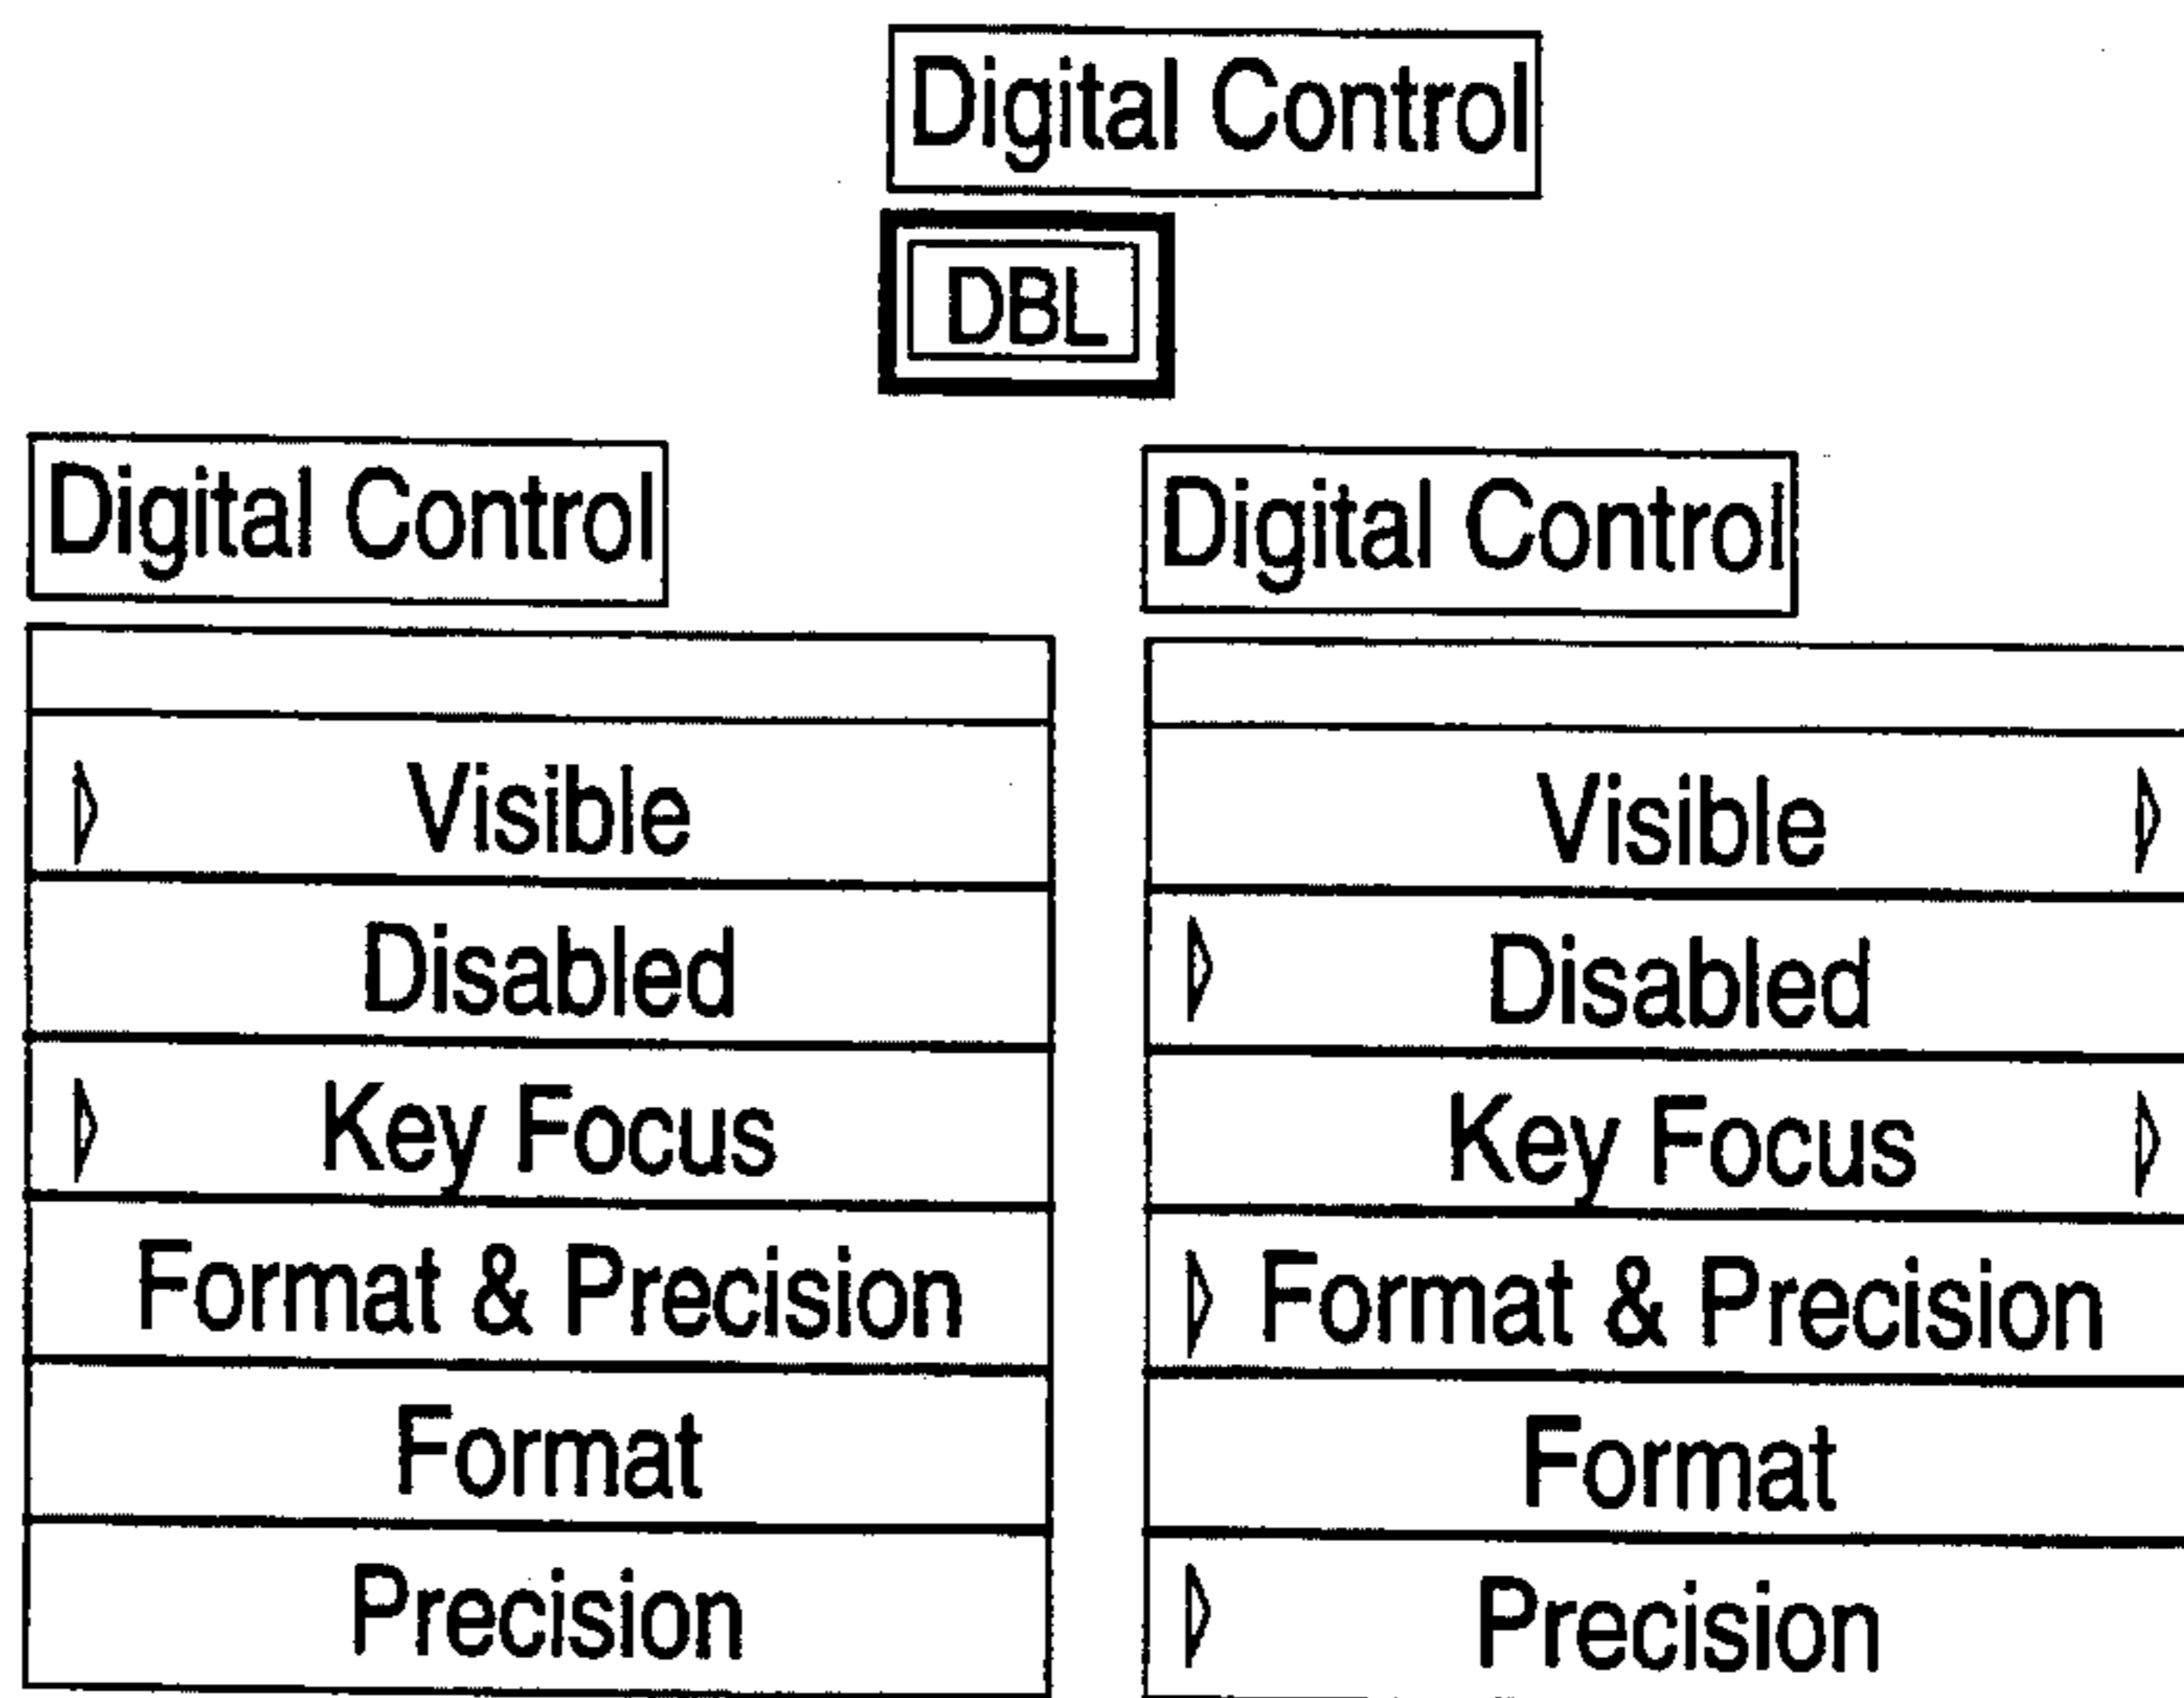 Digital Control
DBL
Digital Control
Visible
Disabled
Key Focus
Format & Precision
Format
Precision
Digital Control
Visible
Disabled
Key Focus
Format & Precision
Format
Precision